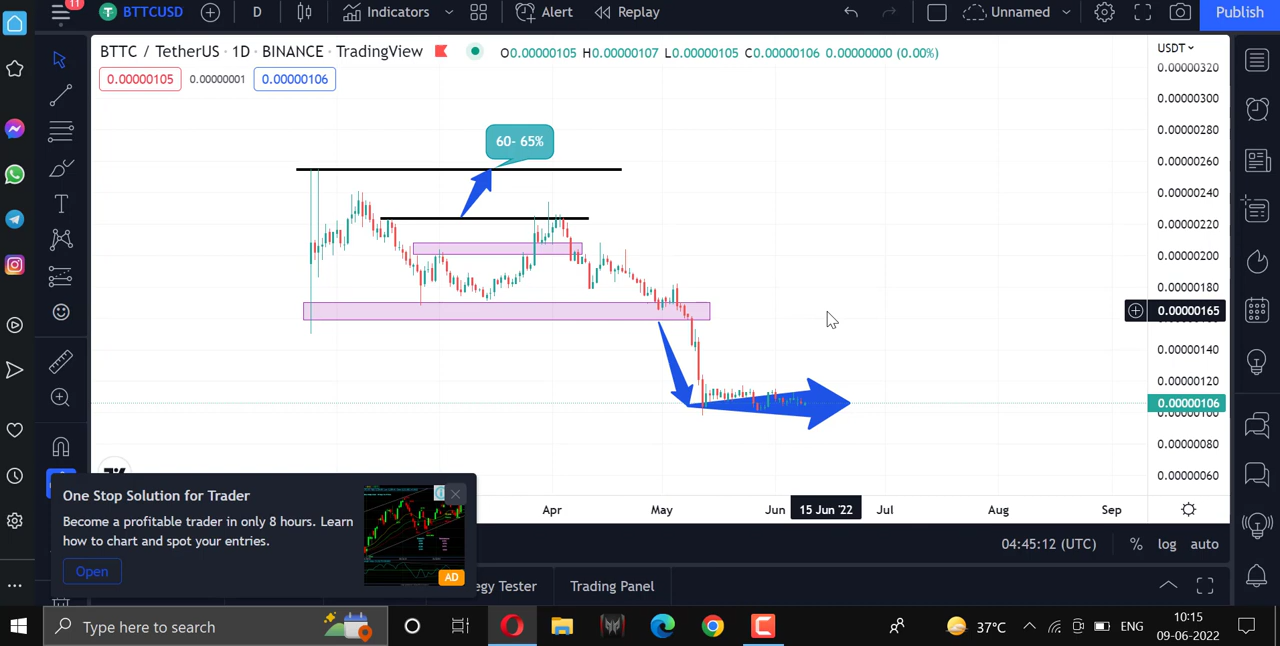 11
BTTCUSD
D
Indicators
Alert
Replay
Unnamed
Publish
BTTC / TetherUS · 1D · BINANCE · TradingView
O0.00000105 H0.00000107 L0.00000105 C0.00000106 0.00000000 (0.00%)
USDT
0.00000105
0.00000001
0.00000106
0.00000320
0.00000300
0.00000280
0.00000260
0.00000240
0.00000220
0.00000200
0.00000180
0.00000165
0.00000140
0.00000120
0.00000106
0.00000100
0.00000080
0.00000060
60- 65%
One Stop Solution for Trader
Become a profitable trader in only 8 hours. Learn
how to chart and spot your entries.
Open
AD
Apr
May
Jun
15 Jun '22
Jul
Aug
Sep
04:45:12 (UTC)
%
log
auto
egy Tester
Trading Panel
Type here to search
37°C
ENG
10:15
09-06-2022